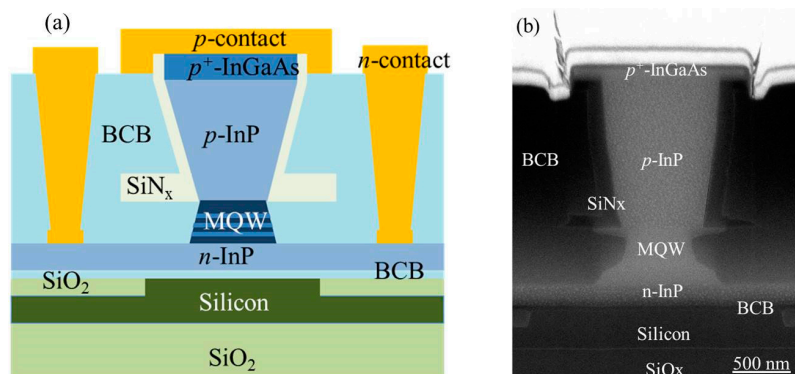 (a)
p-contact
n-contact
p⁺-InGaAs
BCB
p-InP
SiNₓ
MQW
n-InP
SiO₂
BCB
Silicon
SiO₂
(b)
p⁺-InGaAs
BCB
p-InP
SiNx
MQW
n-InP
BCB
Silicon
SiOx
500 nm